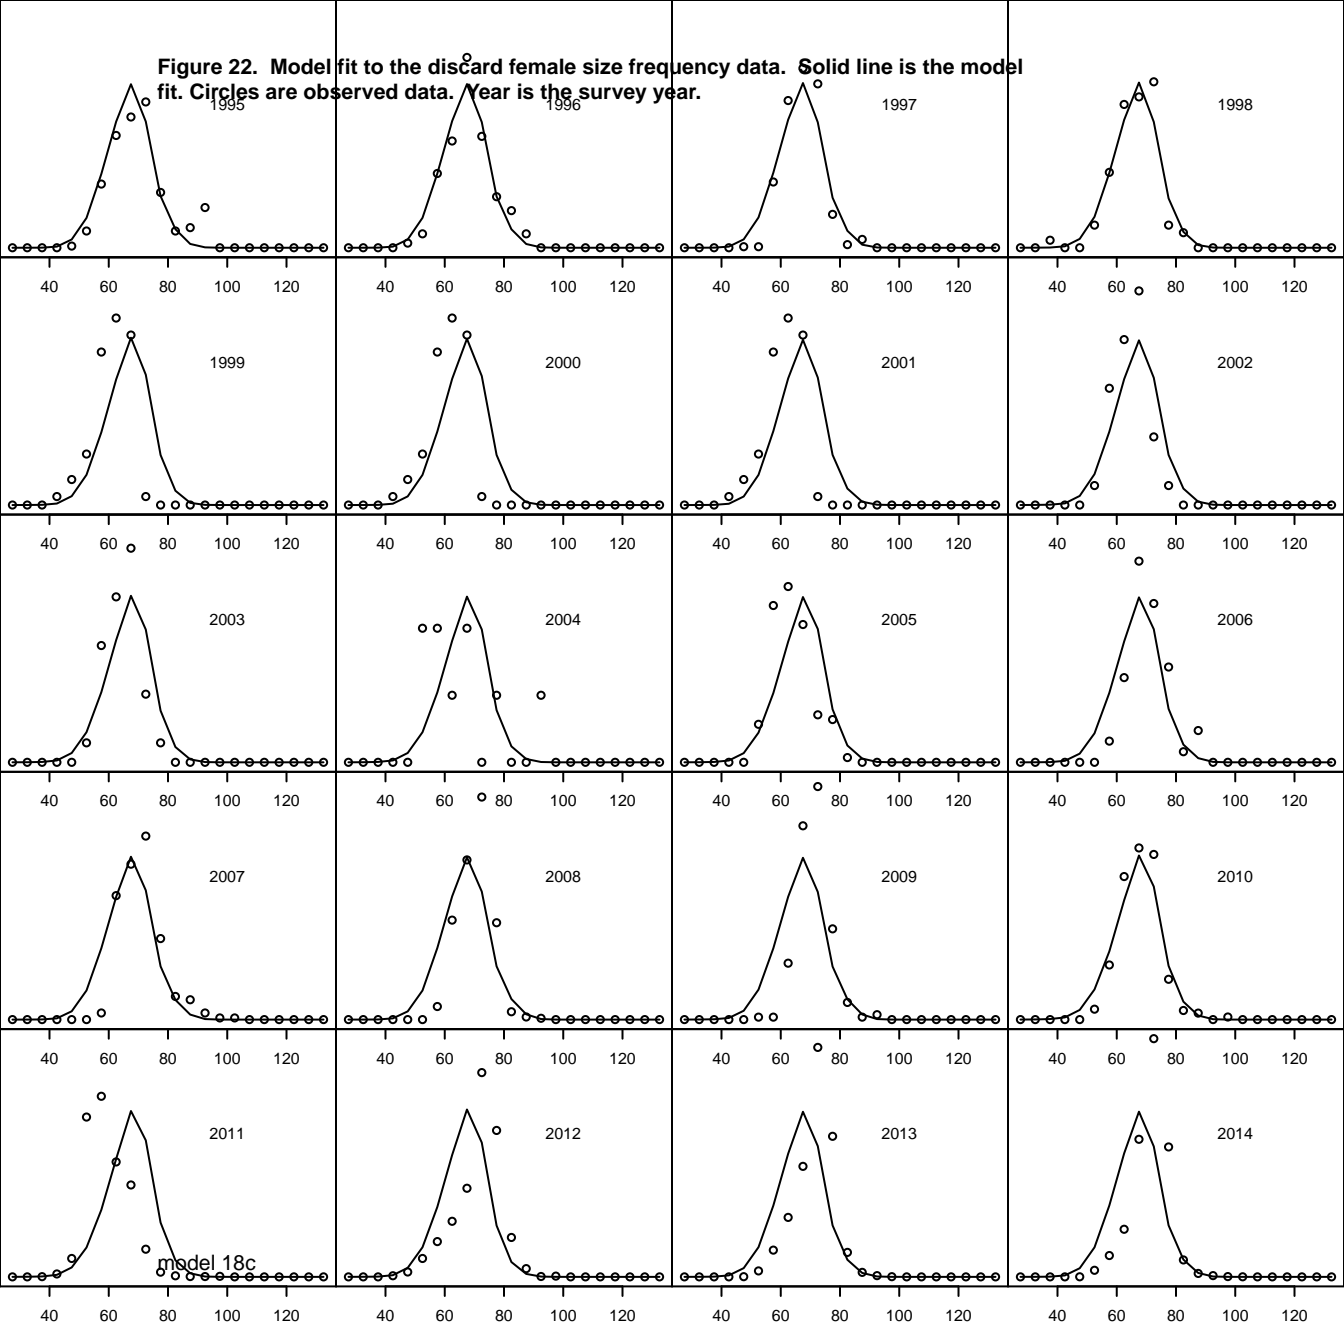 Figure 22.  Model fit to the discard female size frequency data.  Solid line is the model
fit. Circles are observed data.  Year is the survey year.
1995 1996 1997 1998
40 60 80 100 120 40 60 80 100 120 40 60 80 100 120 40 60 80 100 120
1999 2000 2001 2002
40 60 80 100 120 40 60 80 100 120 40 60 80 100 120 40 60 80 100 120
2003 2004 2005 2006
40 60 80 100 120 40 60 80 100 120 40 60 80 100 120 40 60 80 100 120
2007 2008 2009 2010
40 60 80 100 120 40 60 80 100 120 40 60 80 100 120 40 60 80 100 120
2011 2012 2013 2014
model 18c
40 60 80 100 120 40 60 80 100 120 40 60 80 100 120 40 60 80 100 120